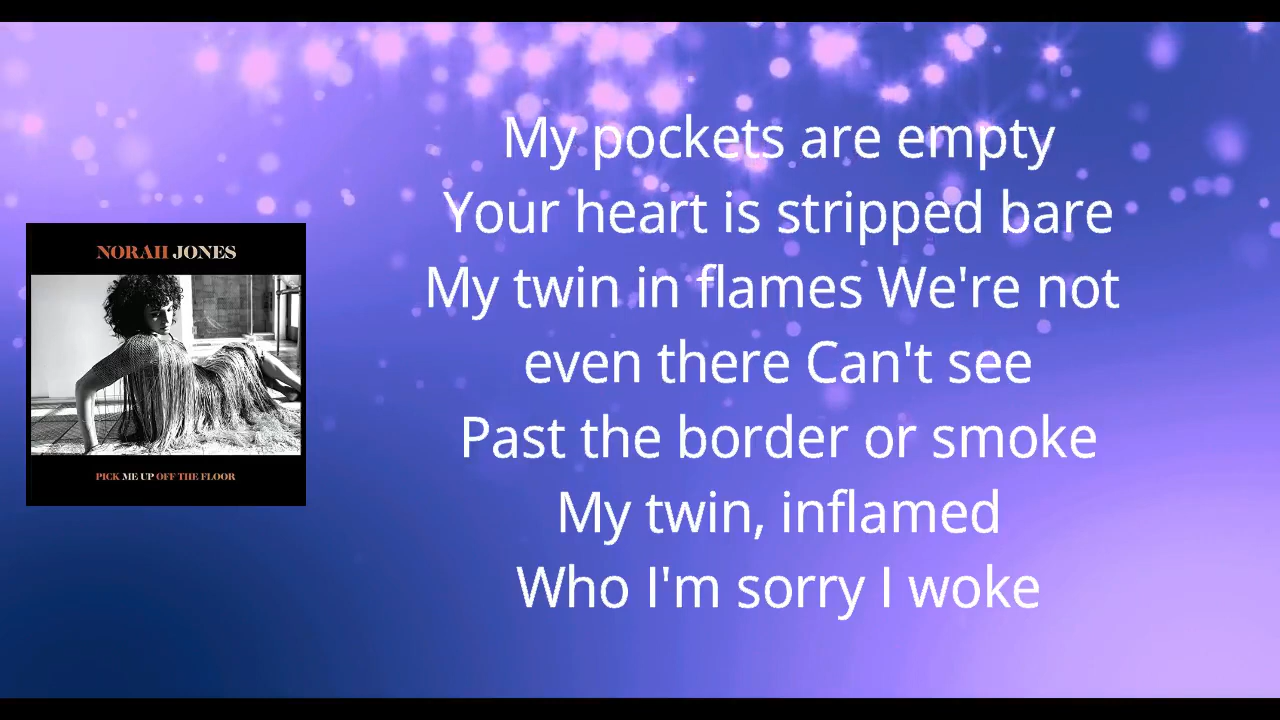 NORAH JONES
PICK ME UP OFF THE FLOOR
My pockets are empty
Your heart is stripped bare
My twin in flames We're not
even there Can't see
Past the border or smoke
My twin, inflamed
Who I'm sorry I woke